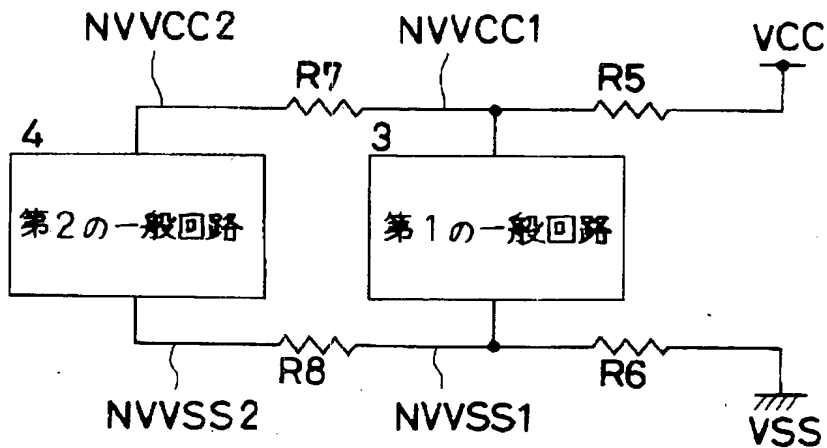 NVVCC2
NVVCC1
VCC
R7
R5
4
3
第2の一般回路
第1の一般回路
R8
R6
NVVSS2
NVVSS1
VSS